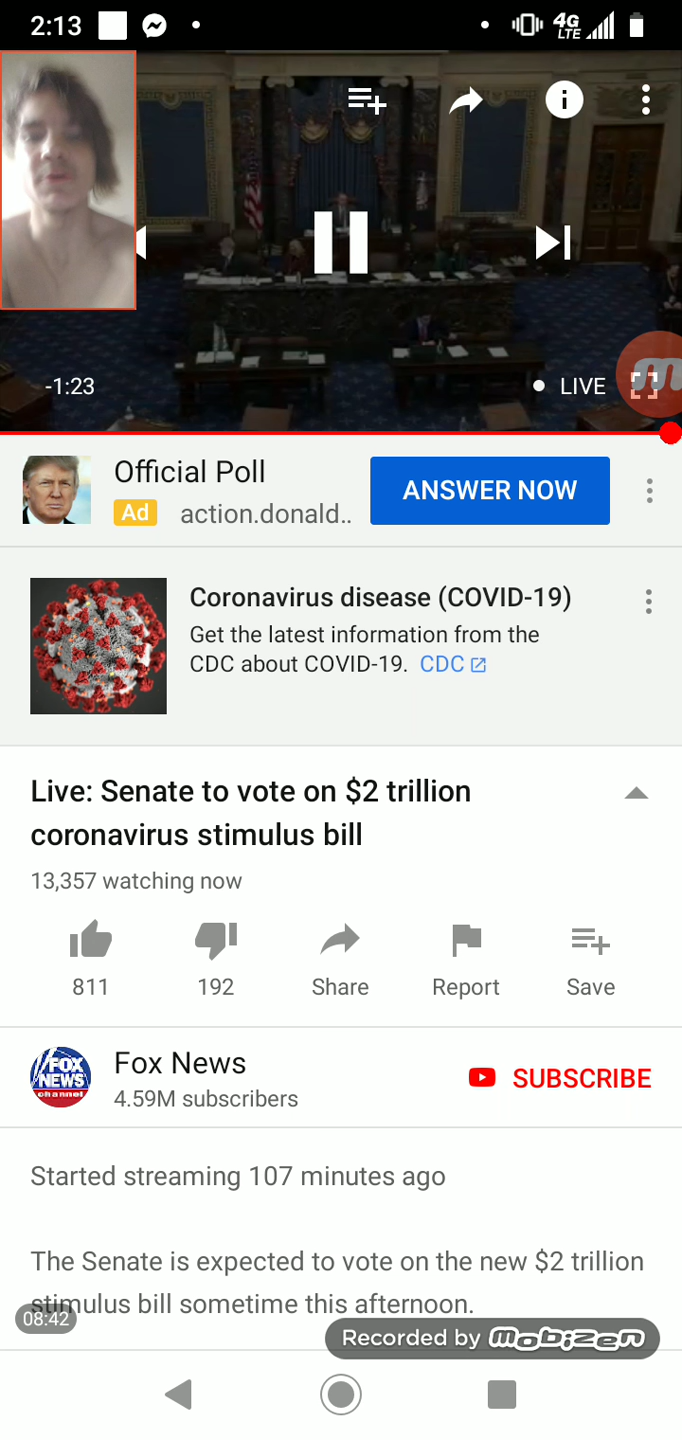 2:13
4G
LTE
-1:23
LIVE
Official Poll
Ad action.donald..
ANSWER NOW
Coronavirus disease (COVID-19)
Get the latest information from the
CDC about COVID-19. CDC
Live: Senate to vote on $2 trillion
coronavirus stimulus bill
13,357 watching now
811
192
Share
Report
Save
FOX
NEWS
channel
Fox News
4.59M subscribers
SUBSCRIBE
Started streaming 107 minutes ago
The Senate is expected to vote on the new $2 trillion
stimulus bill sometime this afternoon.
08:42
Recorded by mobizen